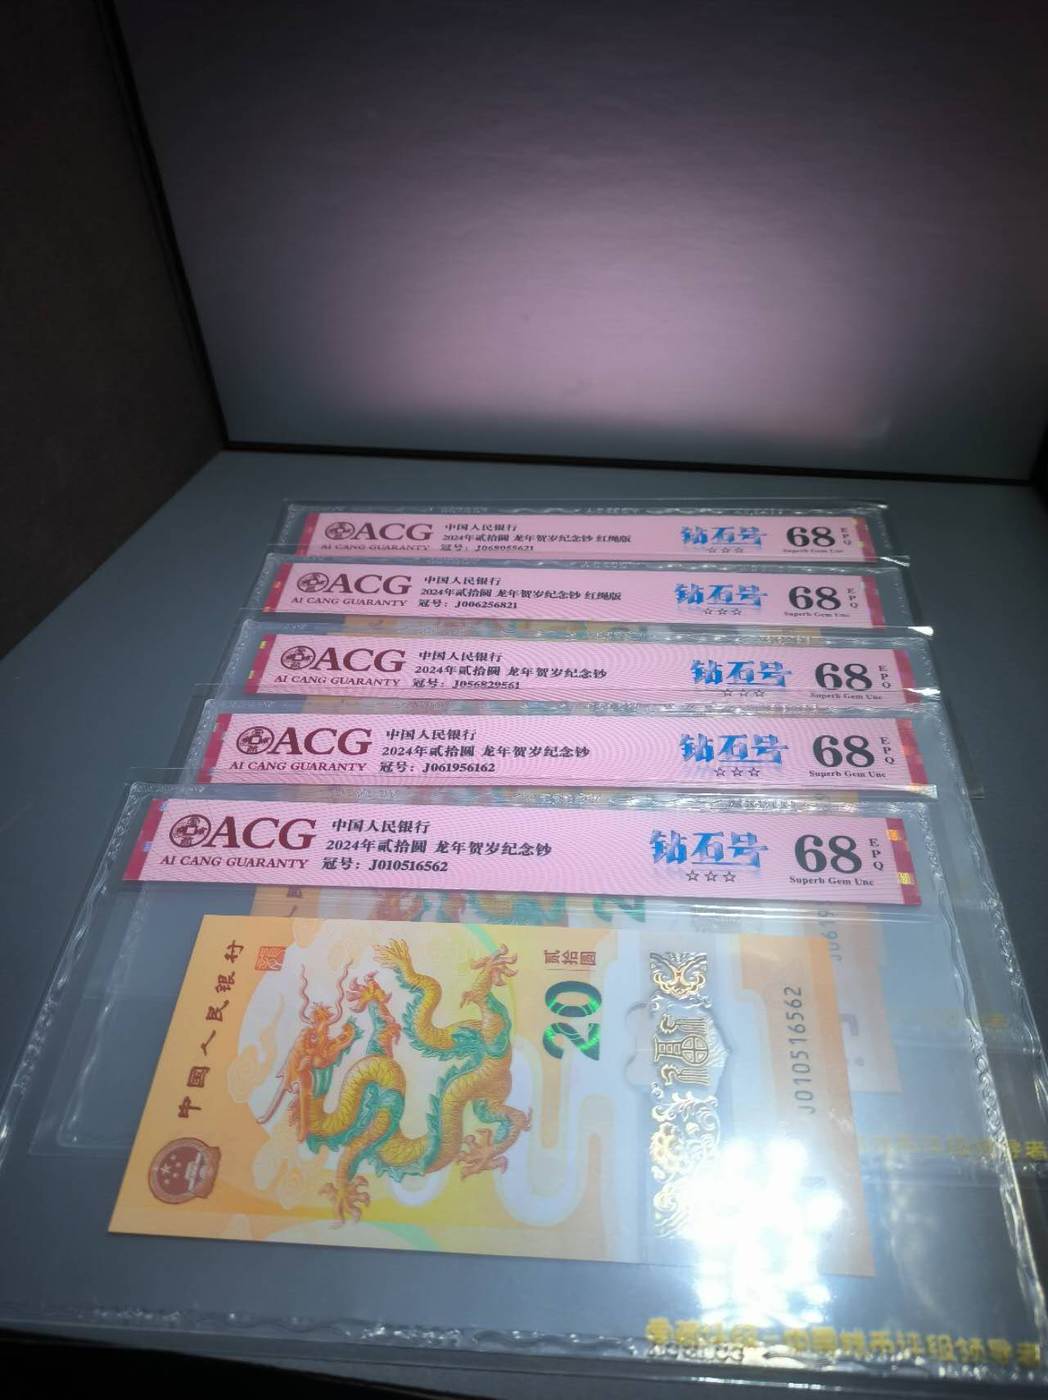 ACG
AI CANG GUARANTY
中国人民银行
2024年贰拾圆 龙年贺岁纪念钞 红绳版
冠号：J068055621
钻石号
☆☆☆
68
EPQ
Superb Gem Unc
ACG
AI CANG GUARANTY
中国人民银行
2024年贰拾圆 龙年贺岁纪念钞 红绳版
冠号：J006256821
钻石号
☆☆☆
68
EPQ
Superb Gem Unc
ACG
AI CANG GUARANTY
中国人民银行
2024年贰拾圆 龙年贺岁纪念钞
冠号：J056829561
钻石号
☆☆☆
68
EPQ
Superb Gem Unc
ACG
AI CANG GUARANTY
中国人民银行
2024年贰拾圆 龙年贺岁纪念钞
冠号：J061956162
钻石号
☆☆☆
68
EPQ
Superb Gem Unc
ACG
AI CANG GUARANTY
中国人民银行
2024年贰拾圆 龙年贺岁纪念钞
冠号：J010516562
钻石号
☆☆☆
68
EPQ
Superb Gem Unc
中国人民银行
贰拾圆
20
J010516562
J0619